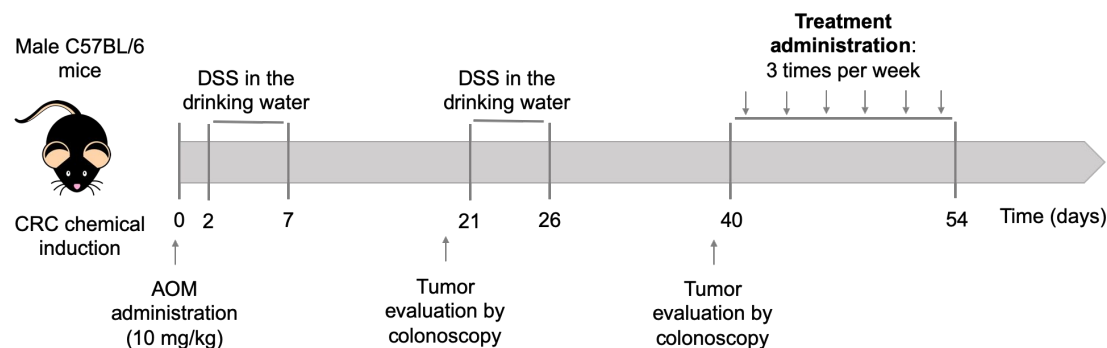 Male C57BL/6
mice
CRC chemical
induction
DSS in the
drinking water
DSS in the
drinking water
Treatment
administration:
3 times per week
0
2
7
21
26
40
54
Time (days)
AOM
administration
(10 mg/kg)
Tumor
evaluation by
colonoscopy
Tumor
evaluation by
colonoscopy